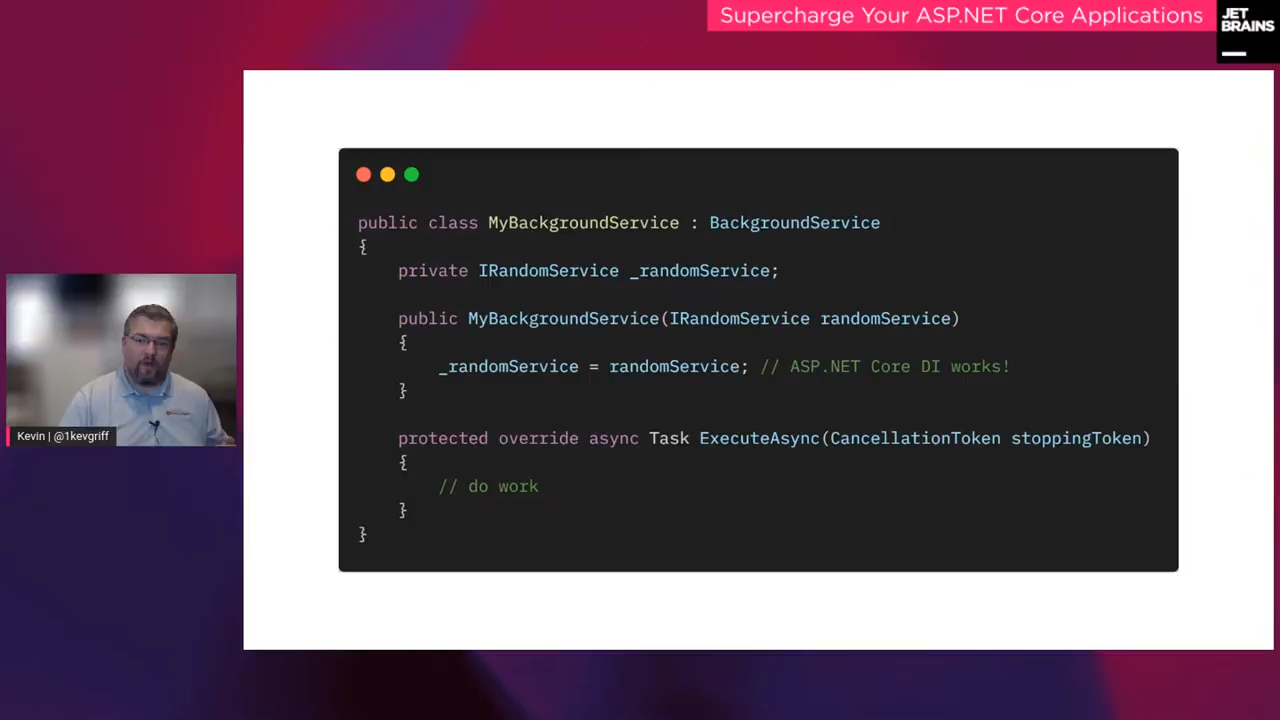 Supercharge Your ASP.NET Core Applications
JET
BRAINS
public class MyBackgroundService : BackgroundService
{
    private IRandomService _randomService;
    public MyBackgroundService(IRandomService randomService)
    {
        _randomService = randomService; // ASP.NET Core DI works!
    }
    protected override async Task ExecuteAsync(CancellationToken stoppingToken)
    {
        // do work
    }
}
Kevin | @1kevgriff